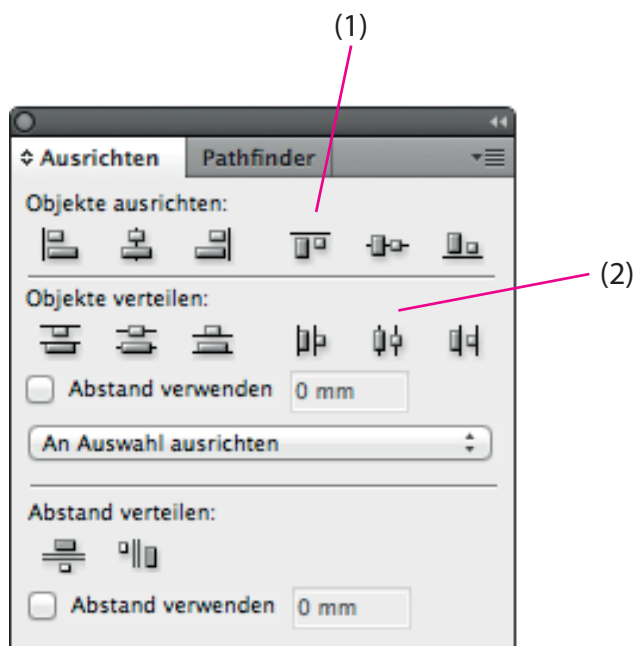 (1)
Ausrichten Pathfinder
Objekte ausrichten:
(2)
Objekte verteilen:
Abstand verwenden 0 mm
An Auswahl ausrichten
Abstand verteilen:
Abstand verwenden 0 mm